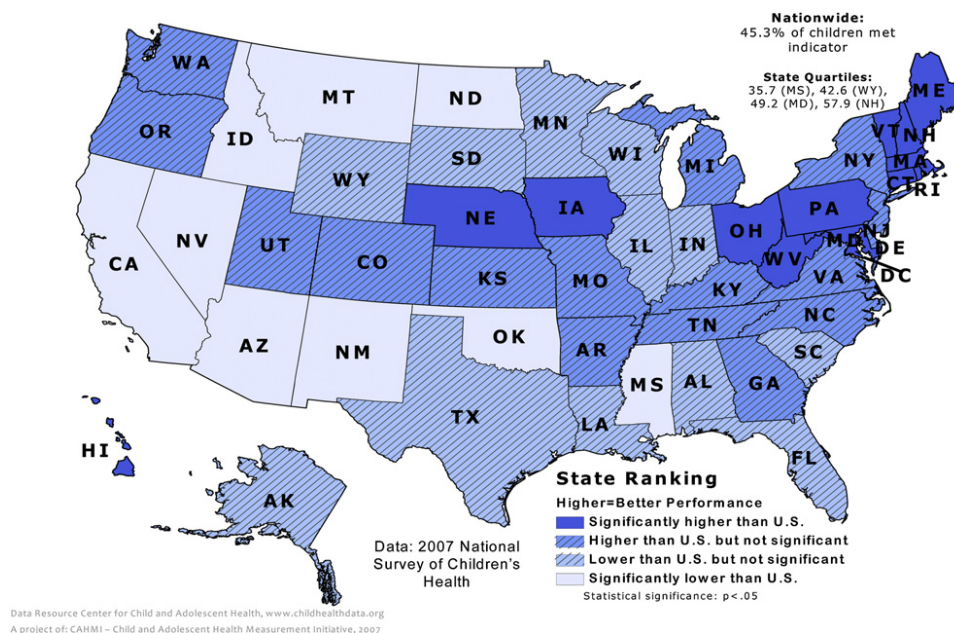 Nationwide:
45.3% of children met
indicator
State Quartiles:
35.7 (MS), 42.6 (WY),
49.2 (MD), 57.9 (NH)
WA
MT
ND
MN
ME
VT
NH
OR
ID
SD
WI
MI
NY
MA
CT
RI
WY
NE
IA
PA
NJ
NV
UT
CO
IL
IN
OH
MD
DE
CA
KS
MO
WV
VA
DC
KY
AZ
NM
OK
AR
TN
NC
SC
MS
AL
GA
TX
LA
FL
HI
AK
State Ranking
Higher=Better Performance
Significantly higher than U.S.
Higher than U.S. but not significant
Lower than U.S. but not significant
Significantly lower than U.S.
Statistical significance: p<.05
Data: 2007 National
Survey of Children's
Health
Data Resource Center for Child and Adolescent Health, www.childhealthdata.org
A project of: CAHMI – Child and Adolescent Health Measurement Initiative, 2007